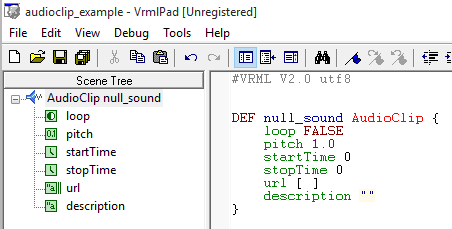 audioclip_example - VrmlPad [Unregistered]
File Edit View Debug Tools Help
Scene Tree
AudioClip null_sound
loop
pitch
startTime
stopTime
url
description
#VRML V2.0 utf8
DEF null_sound AudioClip {
loop FALSE
pitch 1.0
startTime 0
stopTime 0
url [ ]
description ""
}